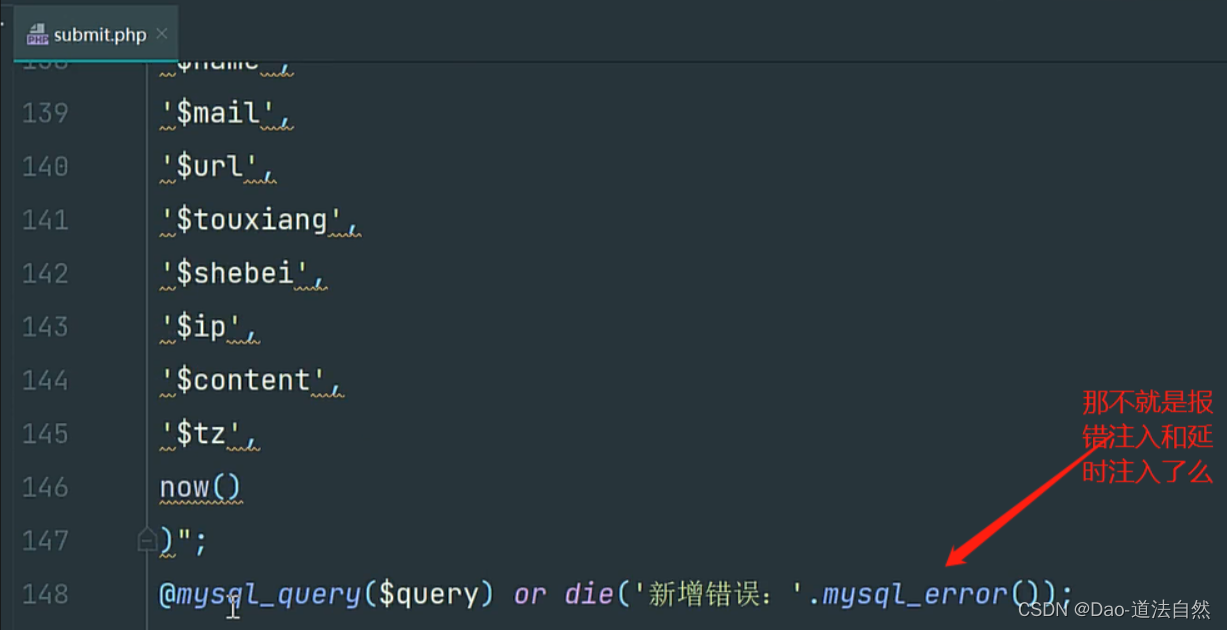 submit.php
138 '$name',
139 '$mail',
140 '$url',
141 '$touxiang',
142 '$shebei',
143 '$ip',
144 '$content',
145 '$tz',
146 now()
147 )";
148 @mysql_query($query) or die('新增错误：'.mysql_error());
那不就是报
错注入和延
时注入了么
CSDN @Dao-道法自然